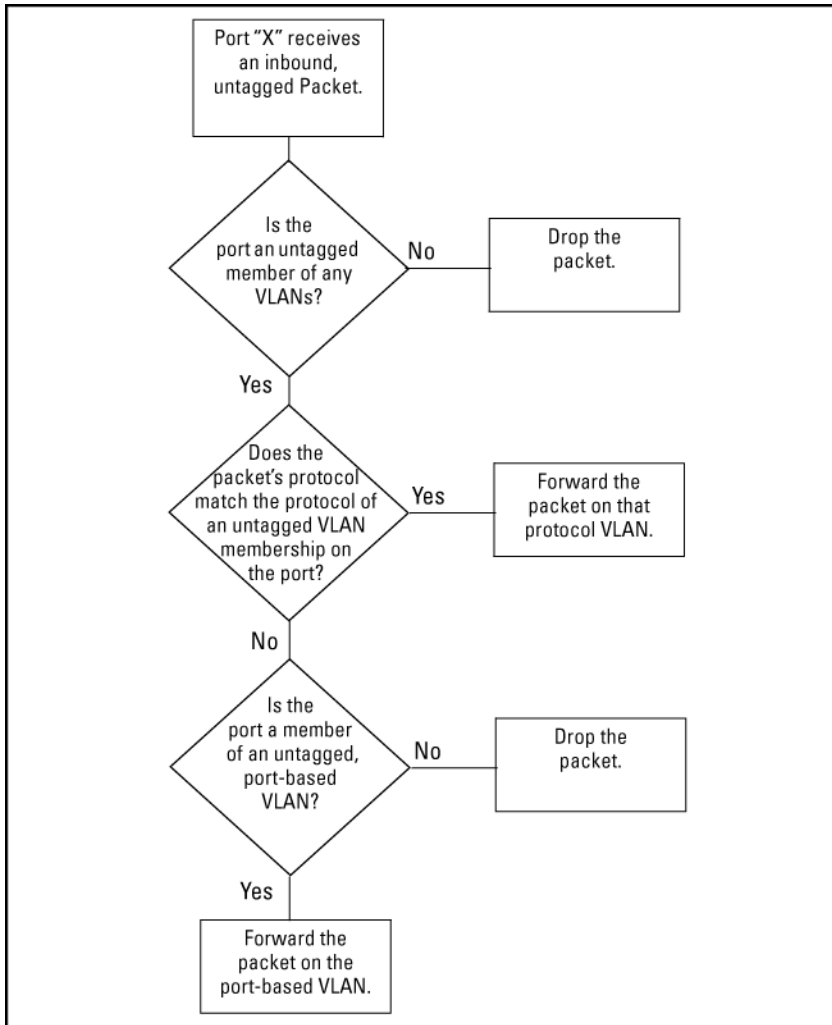 Port “X” receives
an inbound,
untagged Packet.
Is the
port an untagged
member of any
VLANs?
No
Drop the
packet.
Yes
Does the
packet’s protocol
match the protocol of
an untagged VLAN
membership on
the port?
Yes
Forward the
packet on that
protocol VLAN.
No
Is the
port a member
of an untagged,
port-based
VLAN?
No
Drop the
packet.
Yes
Forward the
packet on the
port-based VLAN.